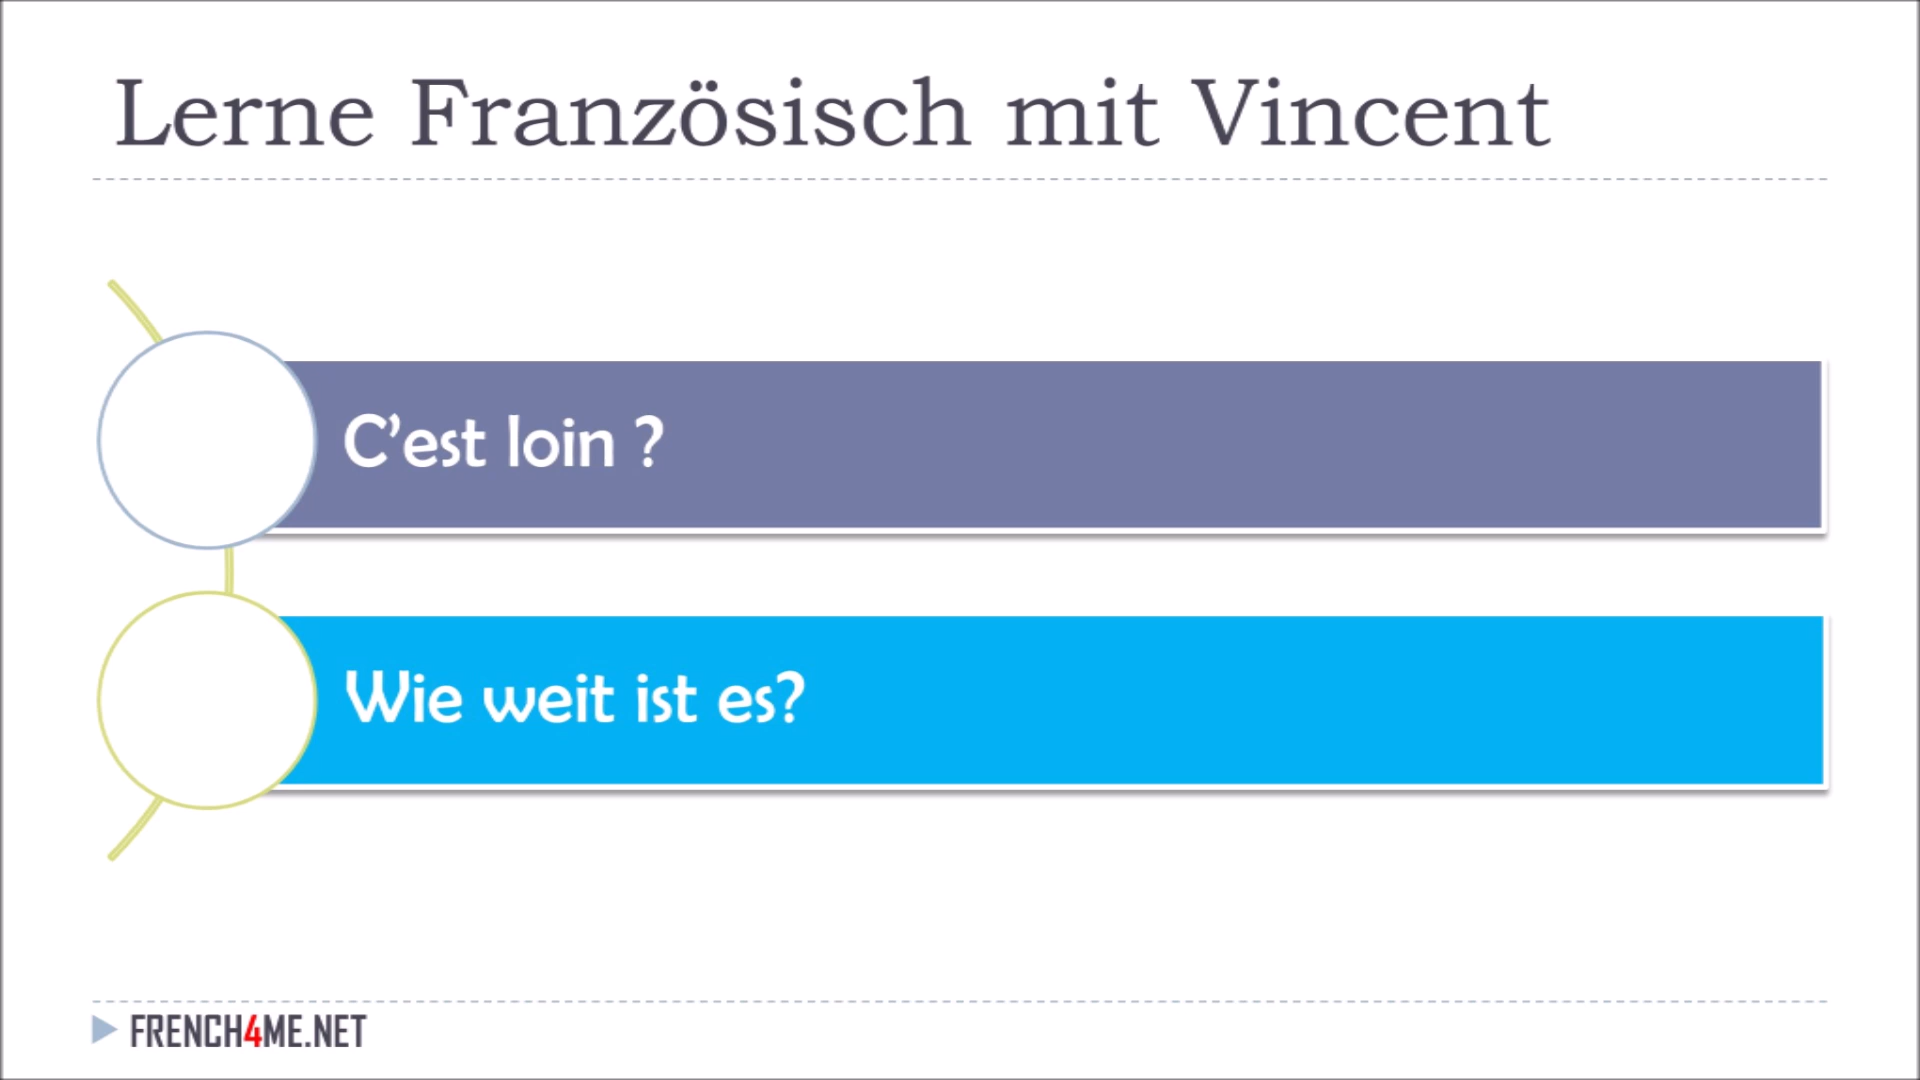 Lerne Französisch mit Vincent
C’est loin ?
Wie weit ist es?
FRENCH4ME.NET